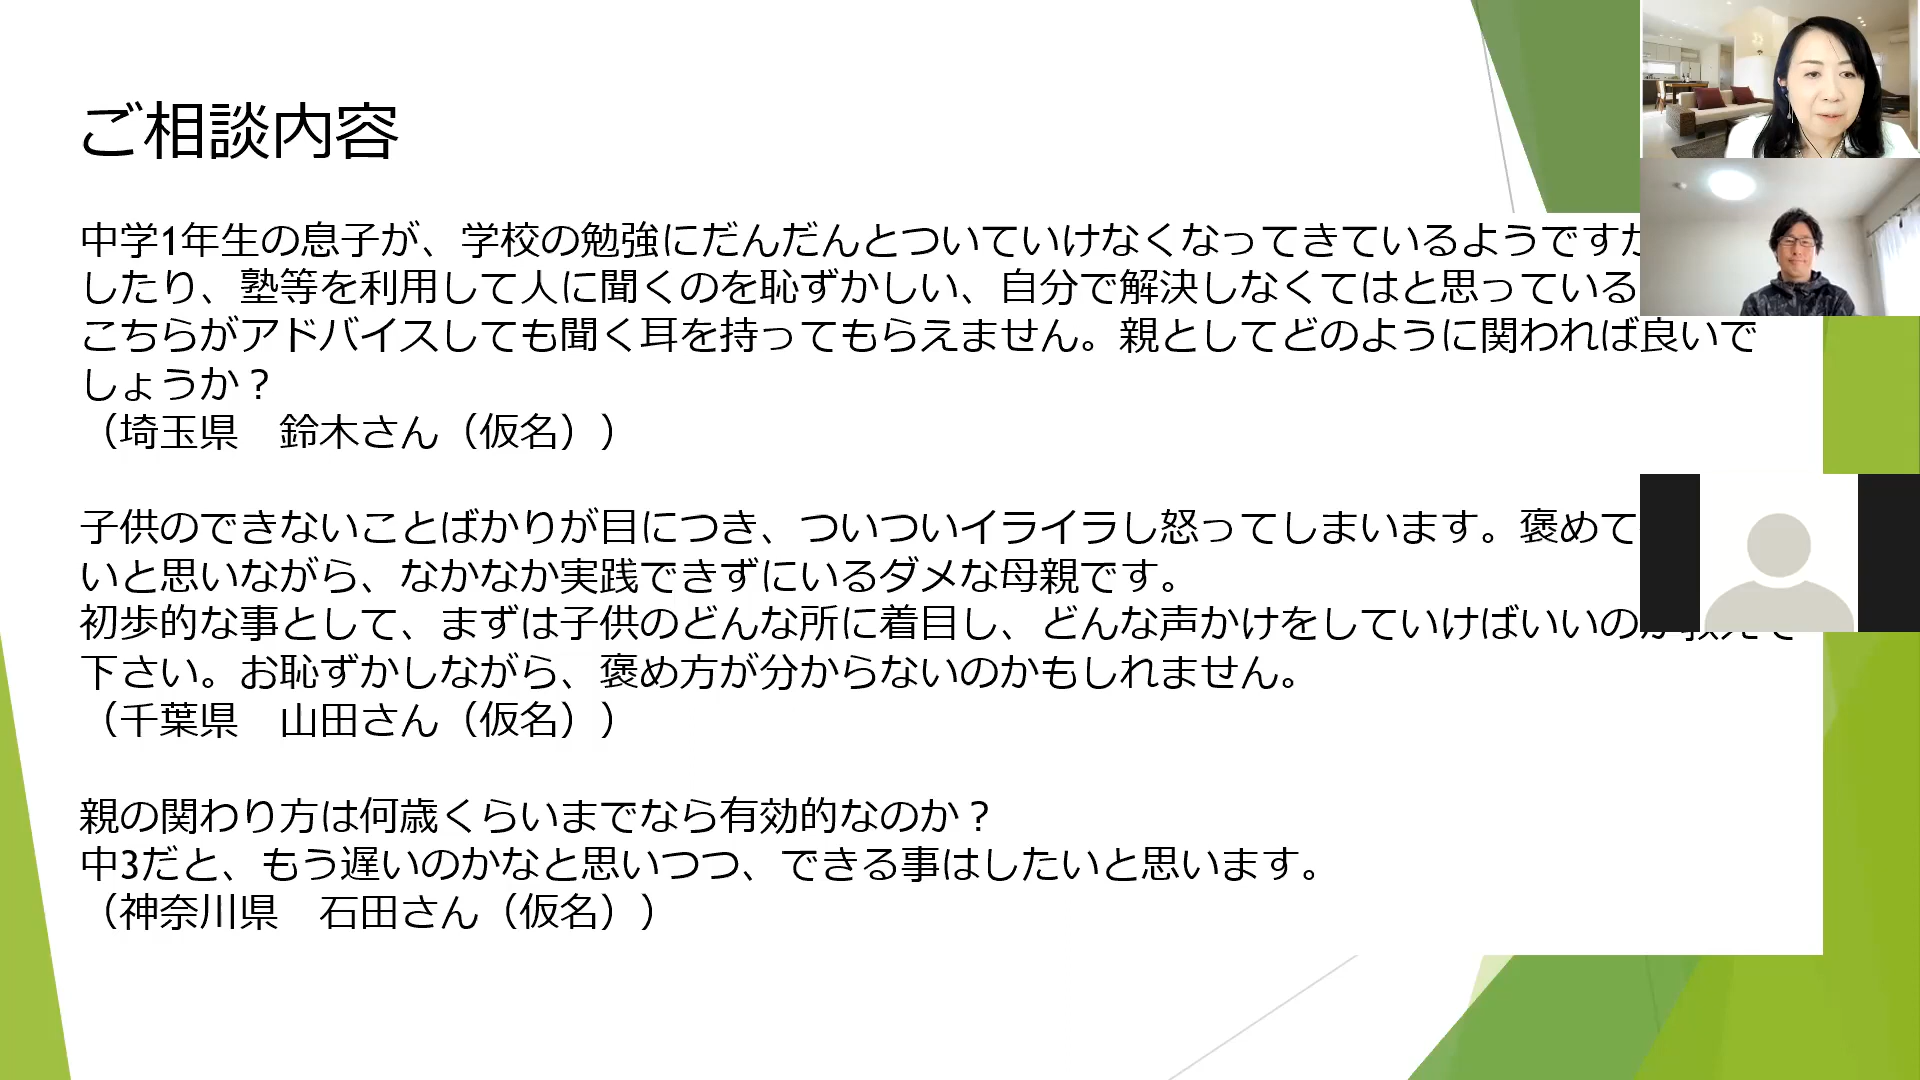 ご相談内容
中学1年生の息子が、学校の勉強にだんだんとついていけなくなってきているようですが
したり、塾等を利用して人に聞くのを恥ずかしい、自分で解決しなくてはと思っている
こちらがアドバイスしても聞く耳を持ってもらえません。親としてどのように関われば良いで
しょうか？
（埼玉県　鈴木さん（仮名））
子供のできないことばかりが目につき、ついついイライラし怒ってしまいます。褒めて
いと思いながら、なかなか実践できずにいるダメな母親です。
初歩的な事として、まずは子供のどんな所に着目し、どんな声かけをしていけばいいのか教えて
下さい。お恥ずかしながら、褒め方が分からないのかもしれません。
（千葉県　山田さん（仮名））
親の関わり方は何歳くらいまでなら有効的なのか？
中3だと、もう遅いのかなと思いつつ、できる事はしたいと思います。
（神奈川県　石田さん（仮名））